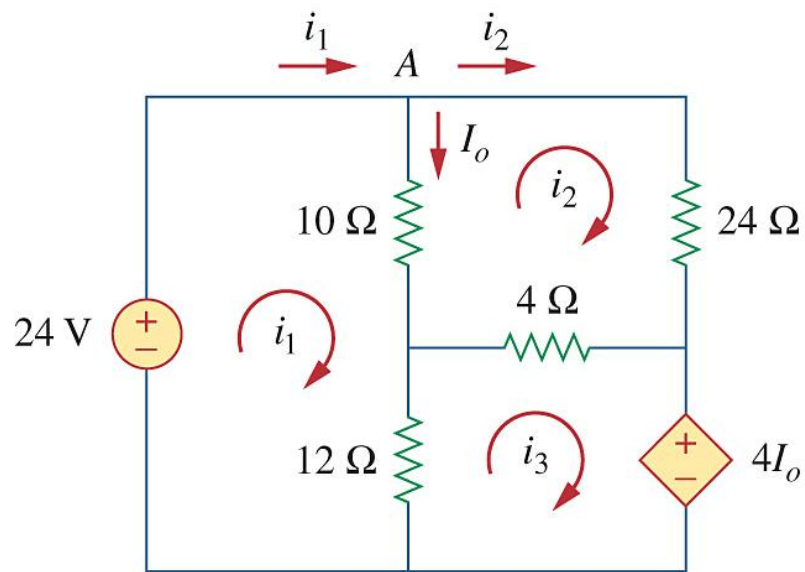 i₁ A i₂
Iₒ
i₂
10 Ω 24 Ω
4 Ω
24 V + − i₁
12 Ω i₃ + − 4Iₒ